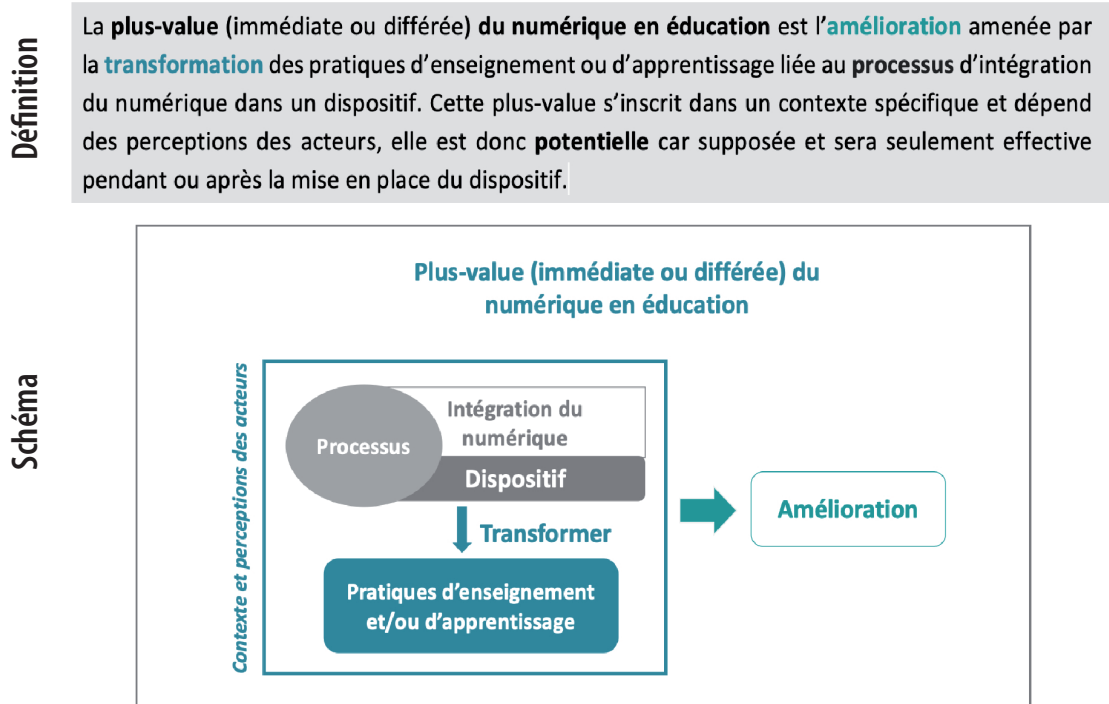 Définition
La plus-value (immédiate ou différée) du numérique en éducation est l’amélioration amenée par
la transformation des pratiques d’enseignement ou d’apprentissage liée au processus d’intégration
du numérique dans un dispositif. Cette plus-value s’inscrit dans un contexte spécifique et dépend
des perceptions des acteurs, elle est donc potentielle car supposée et sera seulement effective
pendant ou après la mise en place du dispositif.
Schéma
Plus-value (immédiate ou différée) du
numérique en éducation
Contexte et perceptions des acteurs
Processus
Intégration du
numérique
Dispositif
Transformer
Pratiques d’enseignement
et/ou d’apprentissage
Amélioration